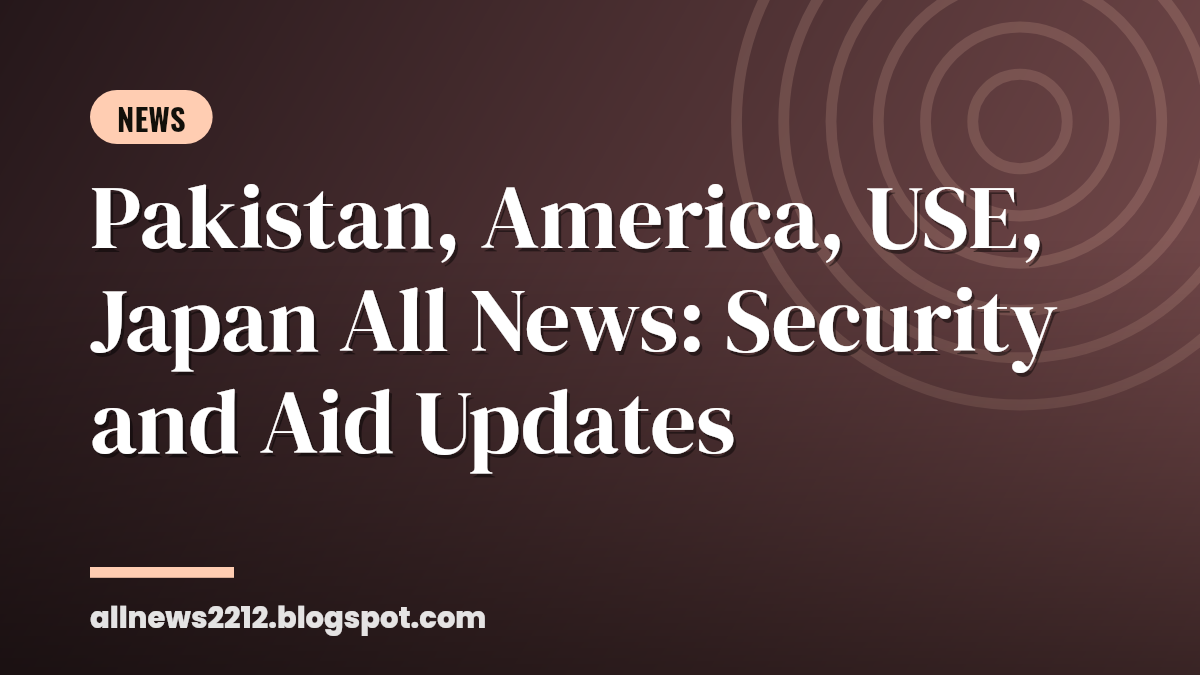 NEWS
Pakistan, America, USE,
Japan All News: Security
and Aid Updates
allnews2212.blogspot.com